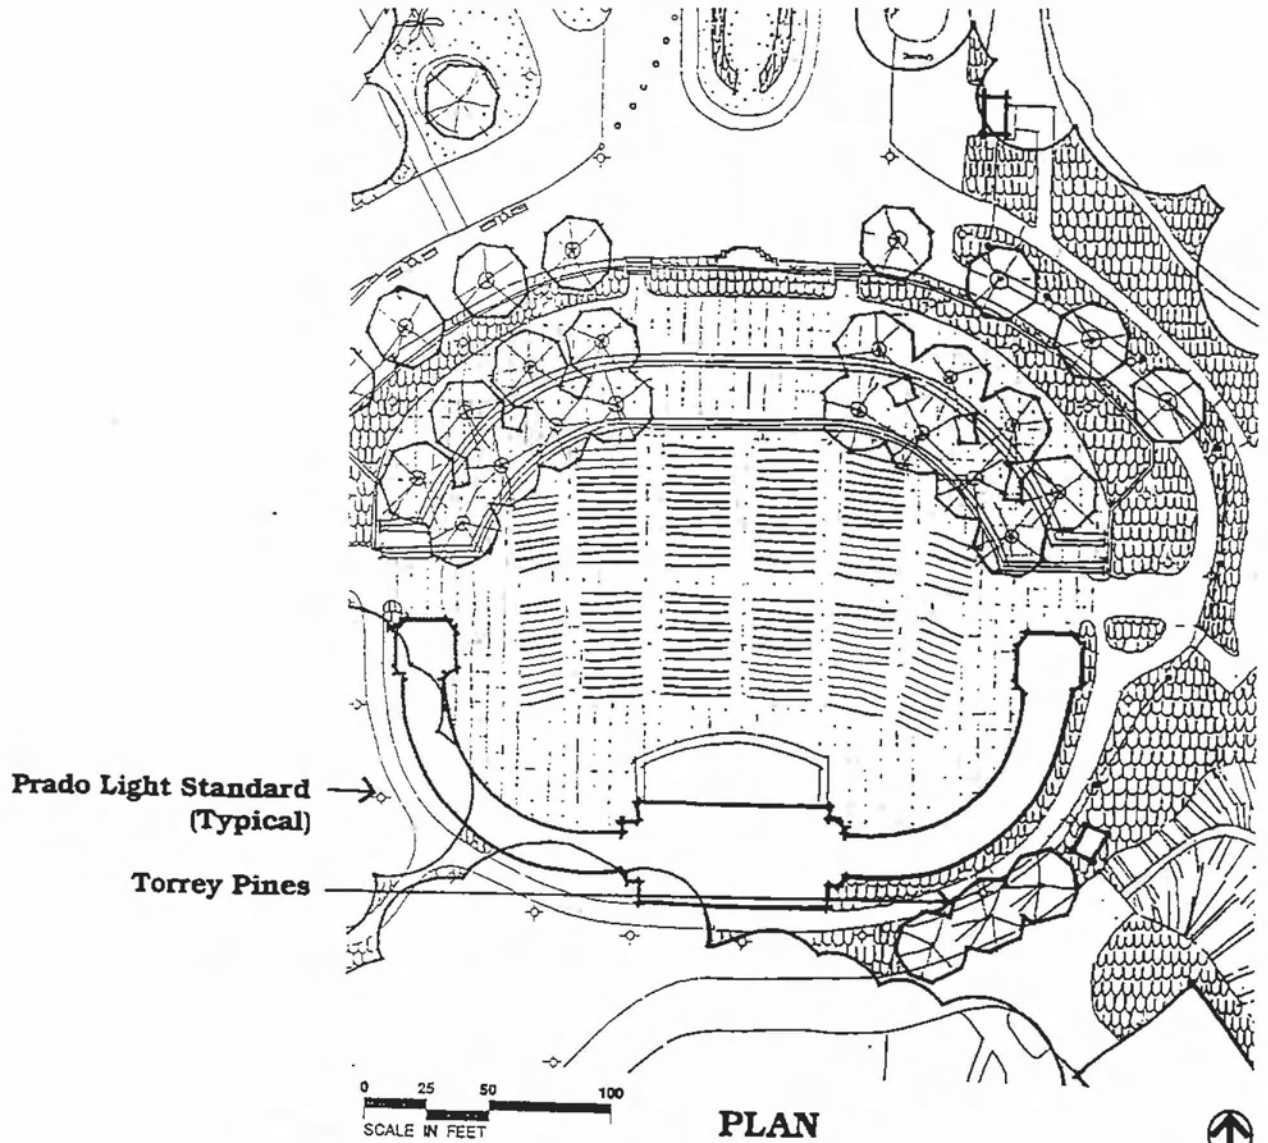 Prado Light Standard
(Typical)
Torrey Pines
0 25 50 100
SCALE IN FEET
PLAN